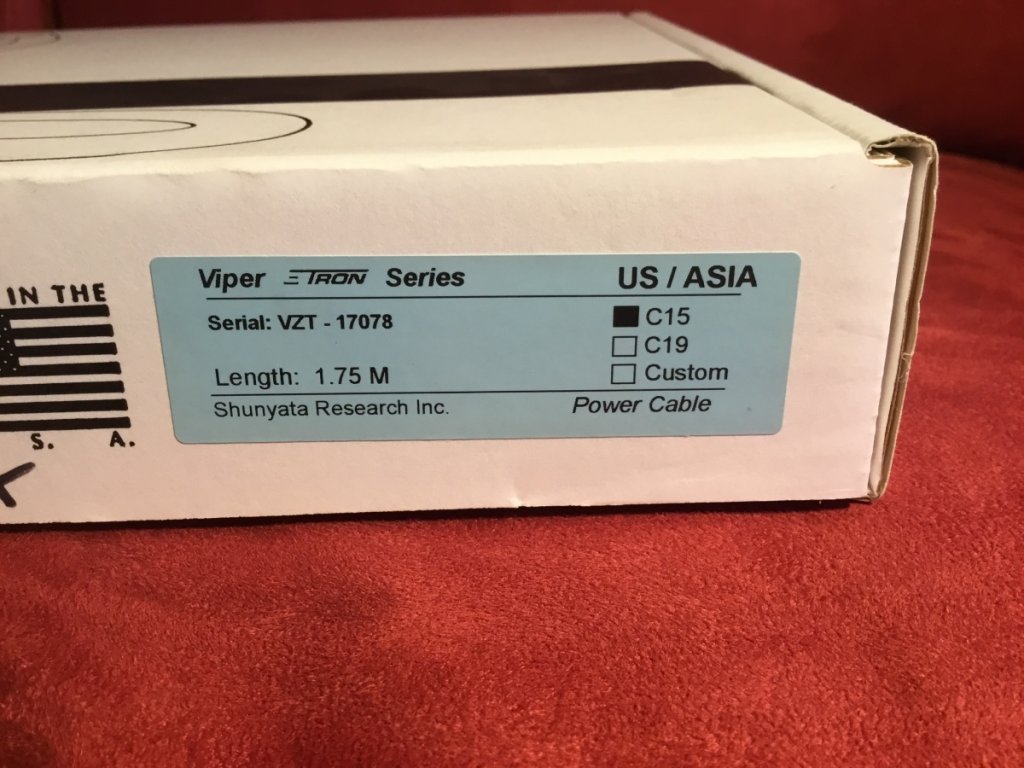 IN THE
S. A.
Viper ΞTRON Series
US / ASIA
Serial: VZT - 17078
C15
C19
Length: 1.75 M
Custom
Shunyata Research Inc.
Power Cable